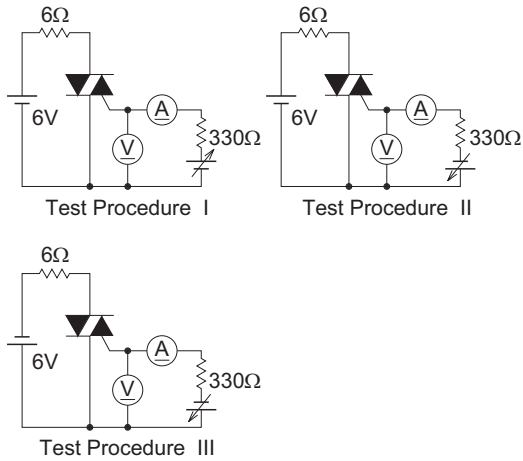 6Ω
6V
A
V
330Ω
Test Procedure I
6Ω
6V
A
V
330Ω
Test Procedure II
6Ω
6V
A
V
330Ω
Test Procedure III